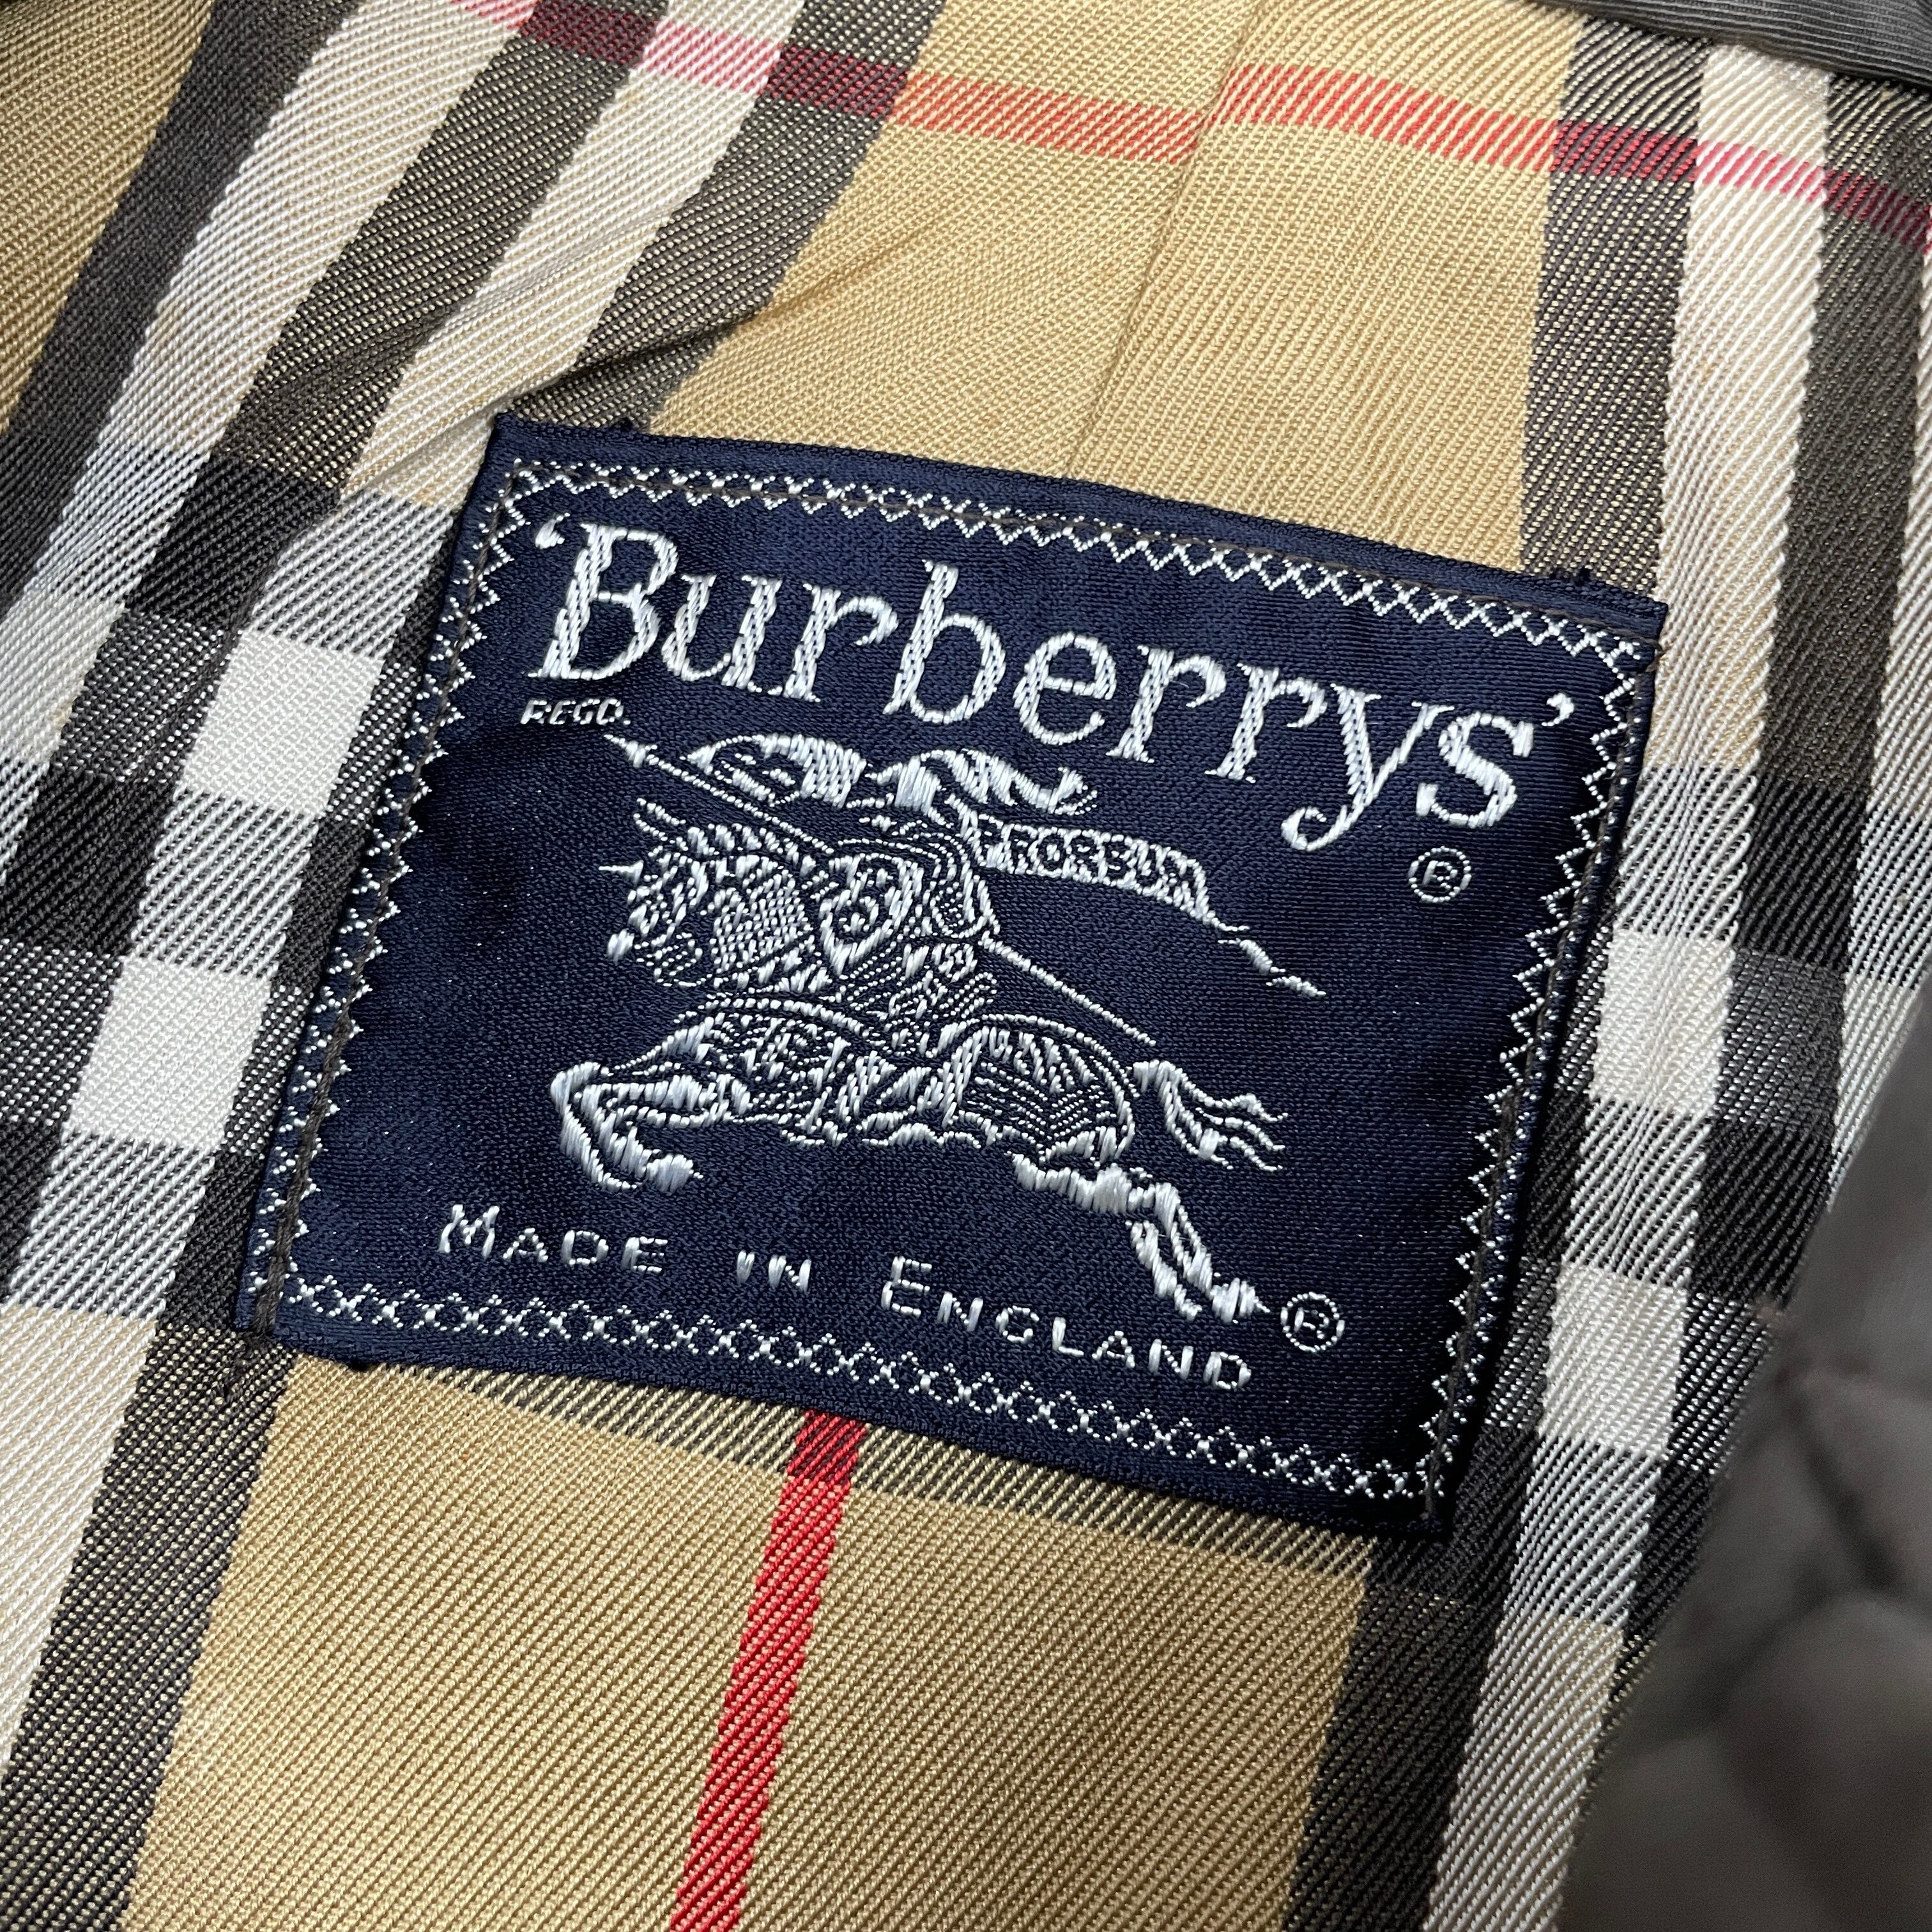 'Burberrys'
REGD.
PRORSUM
®
MADE IN ENGLAND ®